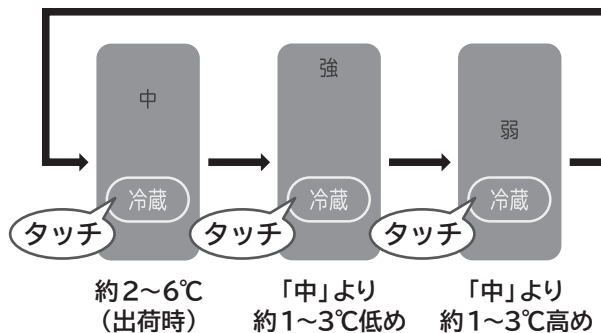 中
冷蔵
タッチ
約2～6℃
（出荷時）
強
冷蔵
タッチ
「中」より
約1～3℃低め
弱
冷蔵
タッチ
「中」より
約1～3℃高め